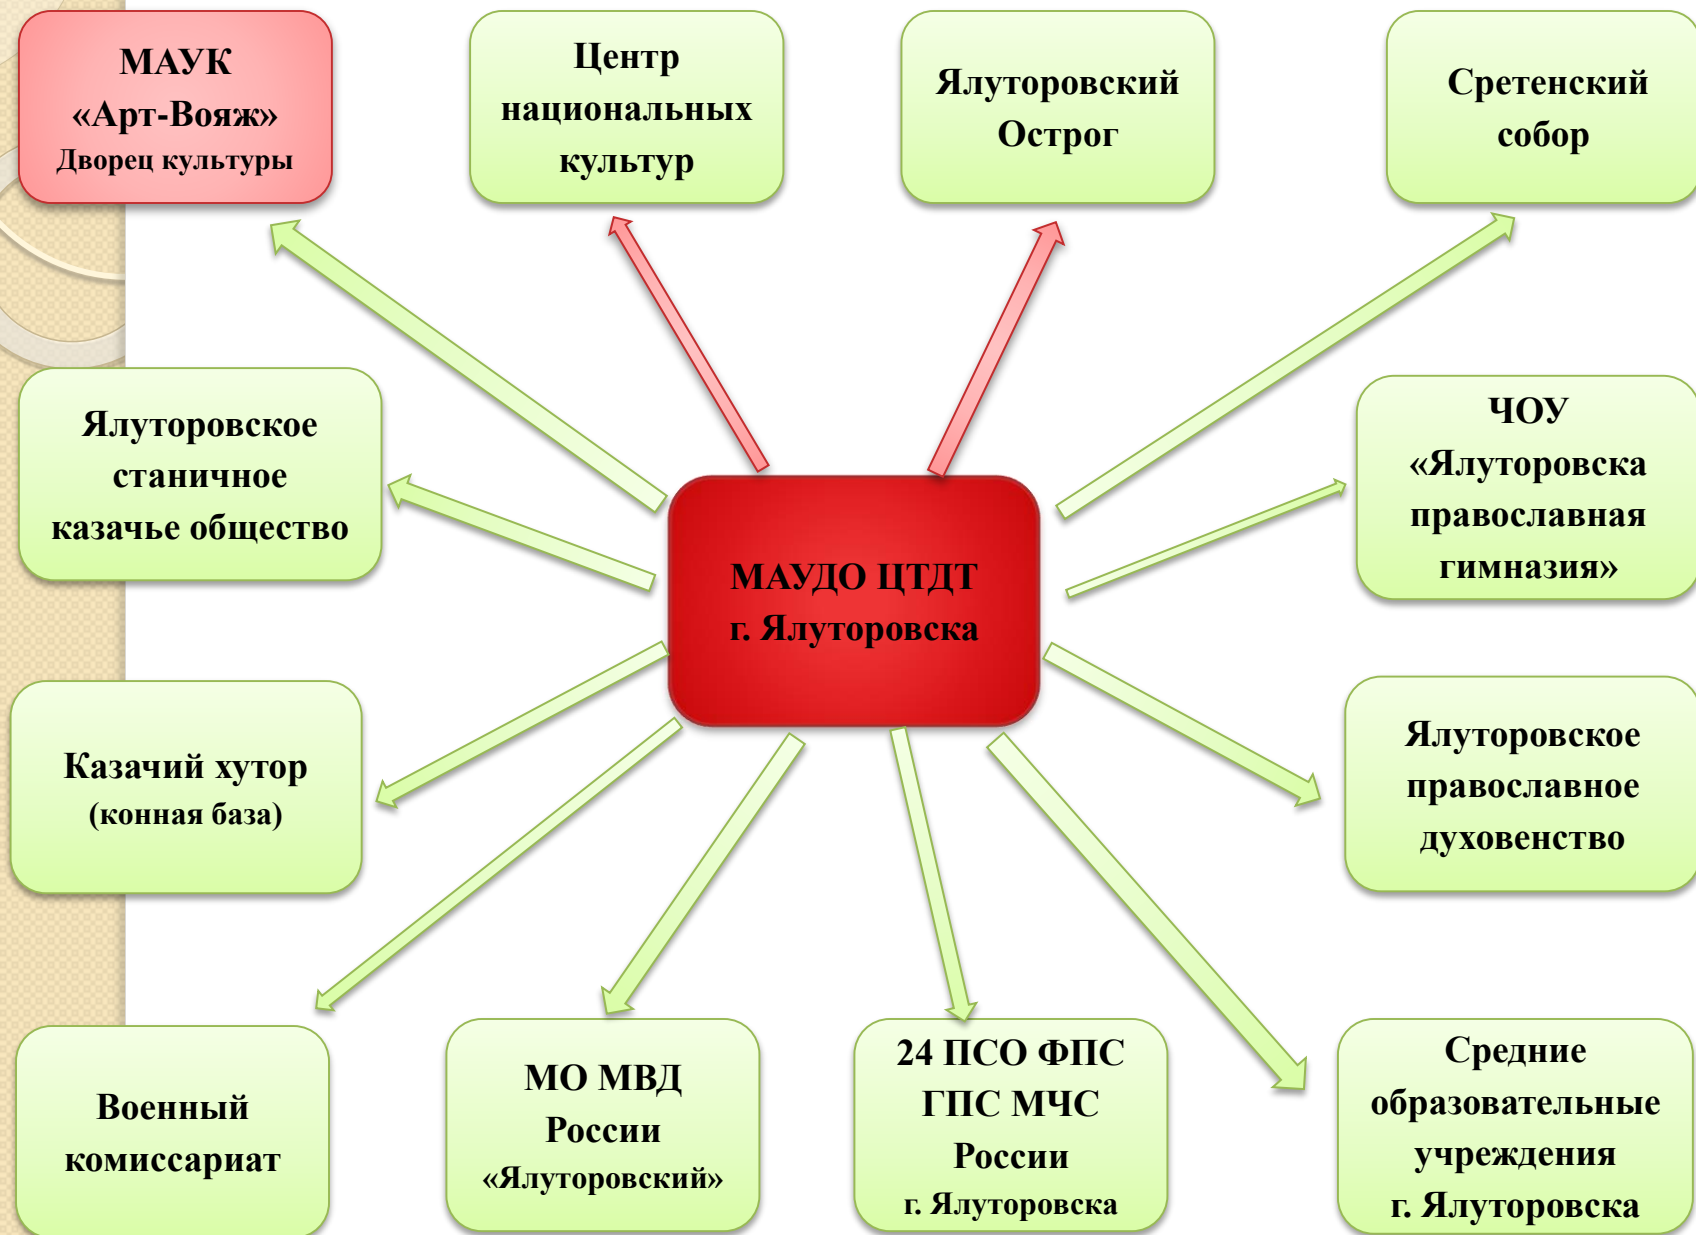 МАУК
«Арт-Вояж»
Дворец культуры
Центр
национальных
культур
Ялуторовский
Острог
Сретенский
собор
Ялуторовское
станичное
казачье общество
ЧОУ
«Ялуторовска
православная
гимназия»
МАУДО ЦТДТ
г. Ялуторовска
Казачий хутор
(конная база)
Ялуторовское
православное
духовенство
Военный
комиссариат
МО МВД
России
«Ялуторовский»
24 ПСО ФПС
ГПС МЧС
России
г. Ялуторовска
Средние
образовательные
учреждения
г. Ялуторовска